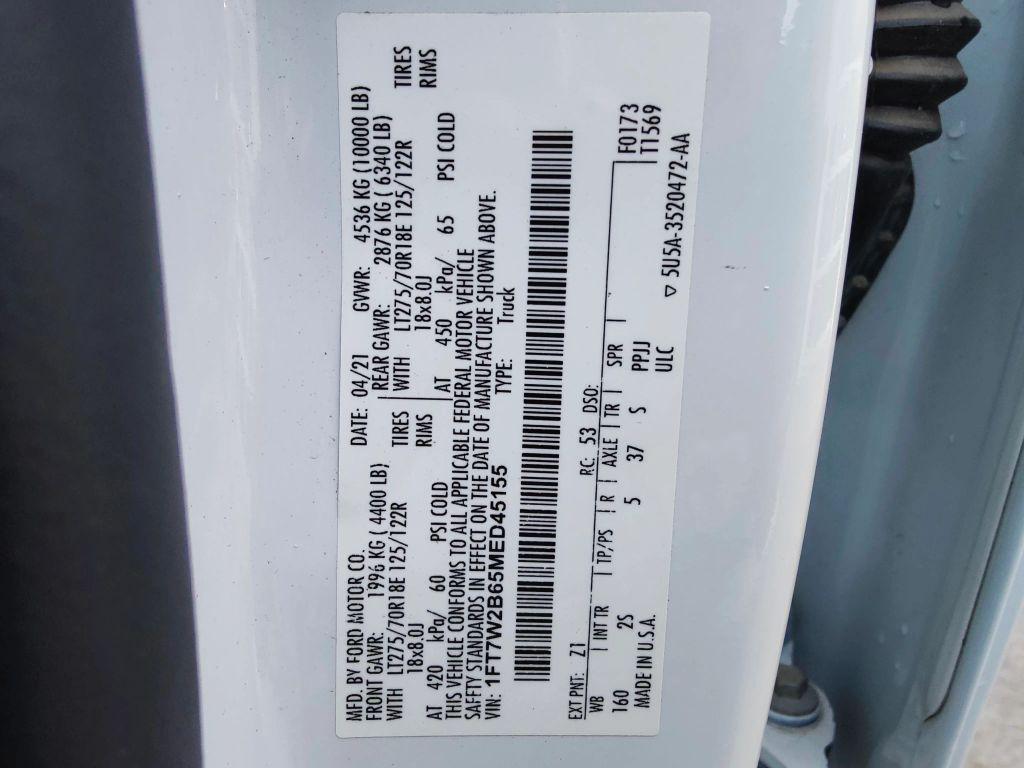 MFD. BY FORD MOTOR CO.
DATE: 04/21 GVWR: 4536 KG (10000 LB)
FRONT GAWR: 1996 KG ( 4400 LB) REAR GAWR: 2876 KG ( 6340 LB)
WITH LT275/70R18E 125/122R TIRES WITH LT275/70R18E 125/122R TIRES
18x8.0J RIMS 18x8.0J RIMS
AT 420 kPa/ 60 PSI COLD AT 450 kPa/ 65 PSI COLD
THIS VEHICLE CONFORMS TO ALL APPLICABLE FEDERAL MOTOR VEHICLE
SAFETY STANDARDS IN EFFECT ON THE DATE OF MANUFACTURE SHOWN ABOVE.
VIN: 1FT7W2B65MED45155 TYPE: Truck
EXT PNT: Z1 RC: 53 DSO:
WB INT TR TP/PS R AXLE TR SPR F0173
160 2S 5 37 S PPJJ T1569
MADE IN U.S.A. ULC
▽ 5U5A-3520472-AA